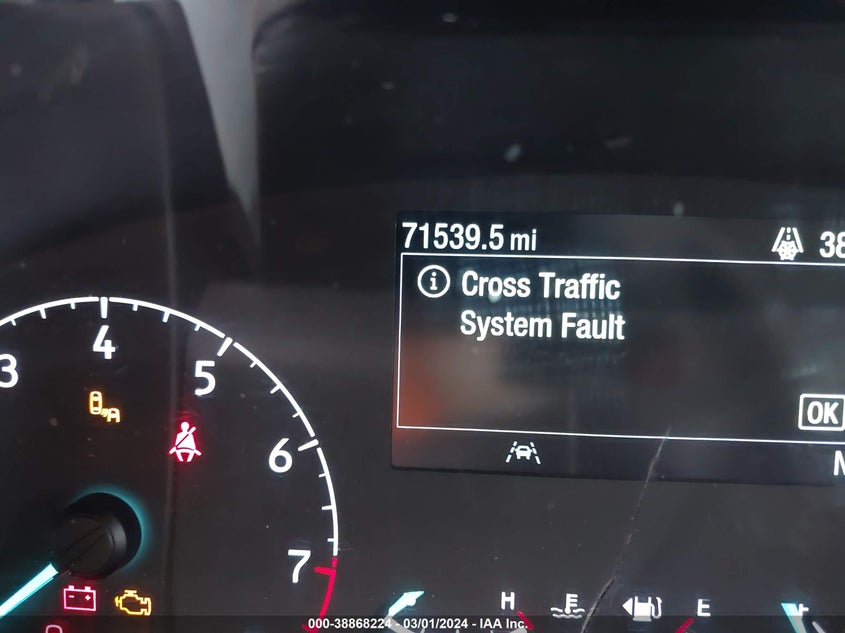 71539.5 mi
38
Cross Traffic
System Fault
OK
3
4
5
6
7
A
N
H
E
000-38868224 - 03/01/2024 - IAA Inc.